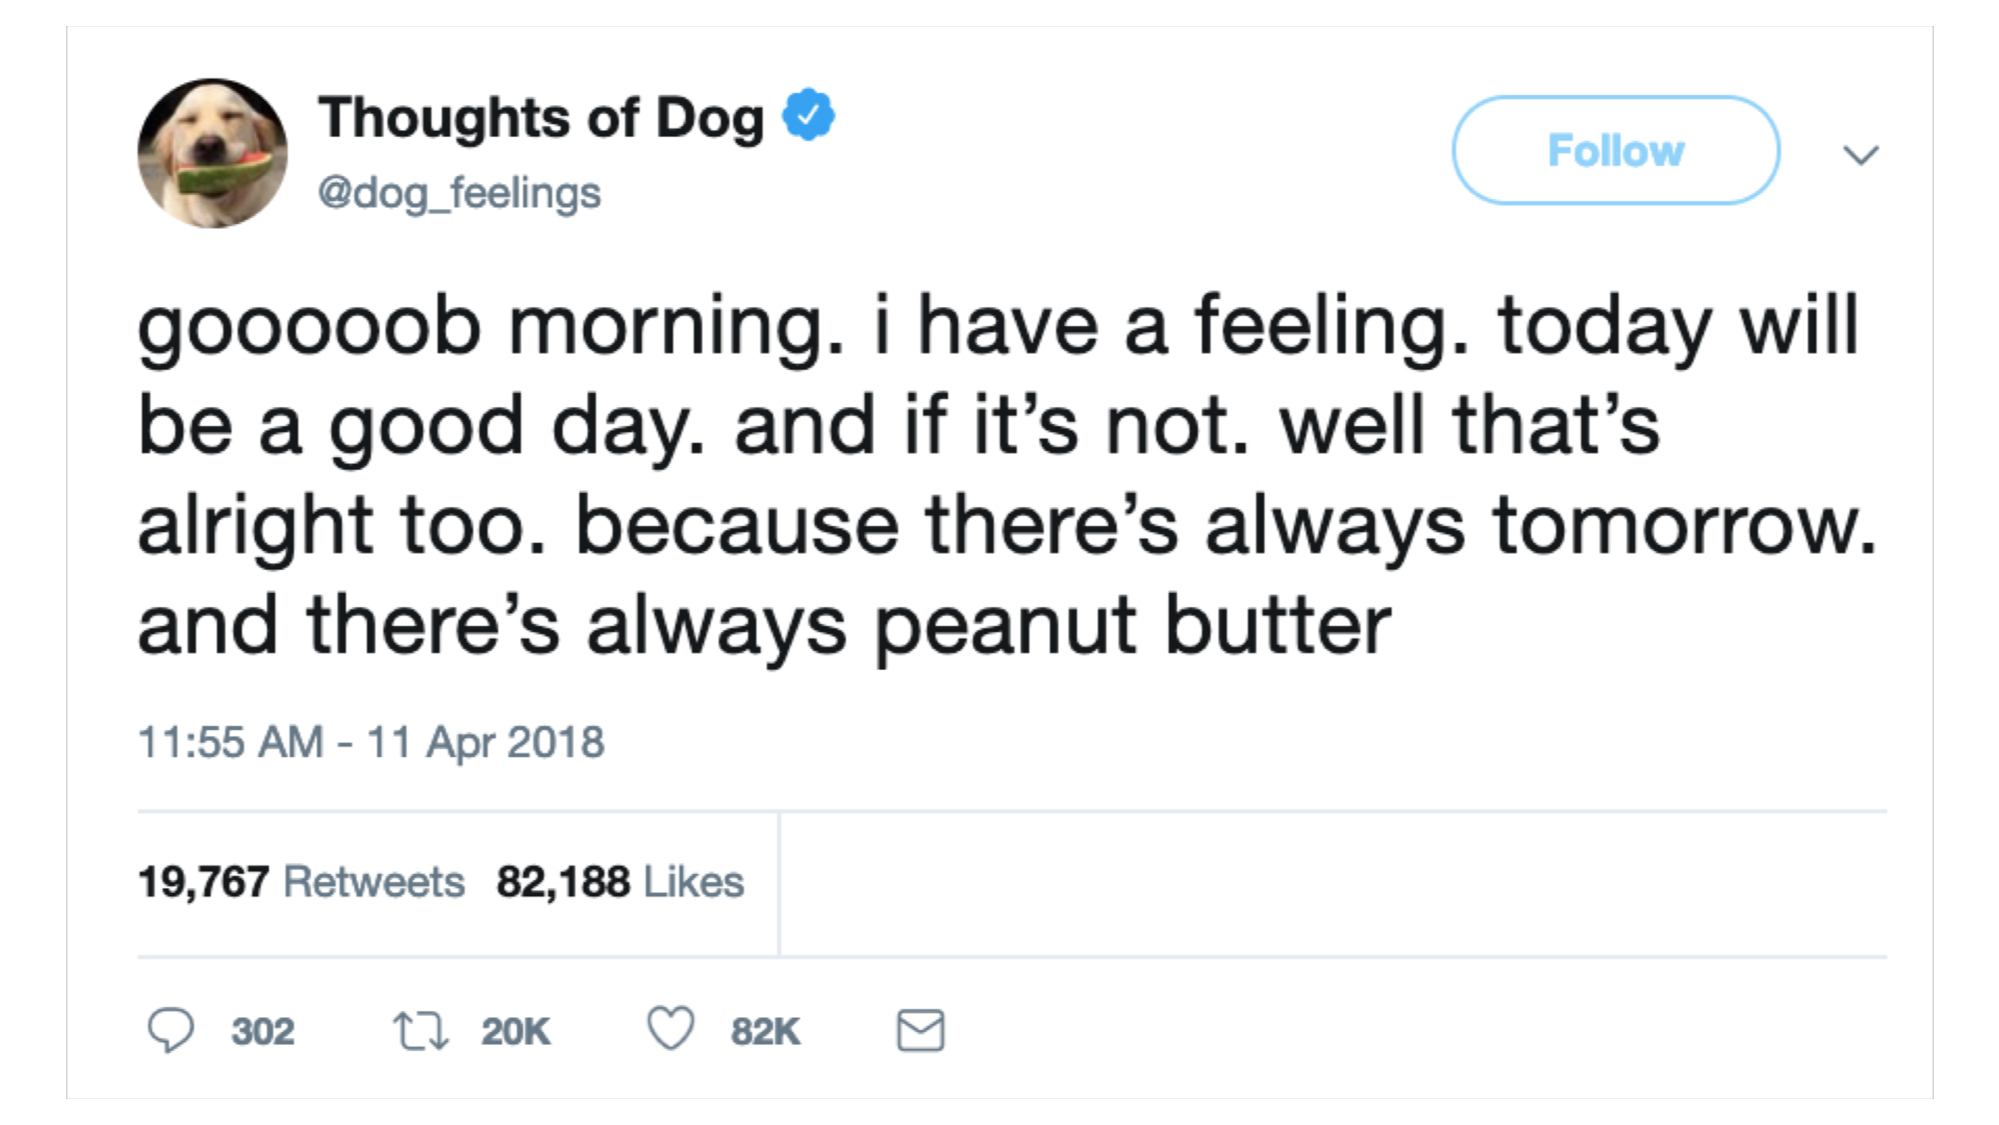 Thoughts of Dog
@dog_feelings
Follow
gooooob morning. i have a feeling. today will
be a good day. and if it’s not. well that’s
alright too. because there’s always tomorrow.
and there’s always peanut butter
11:55 AM - 11 Apr 2018
19,767 Retweets 82,188 Likes
302 20K 82K